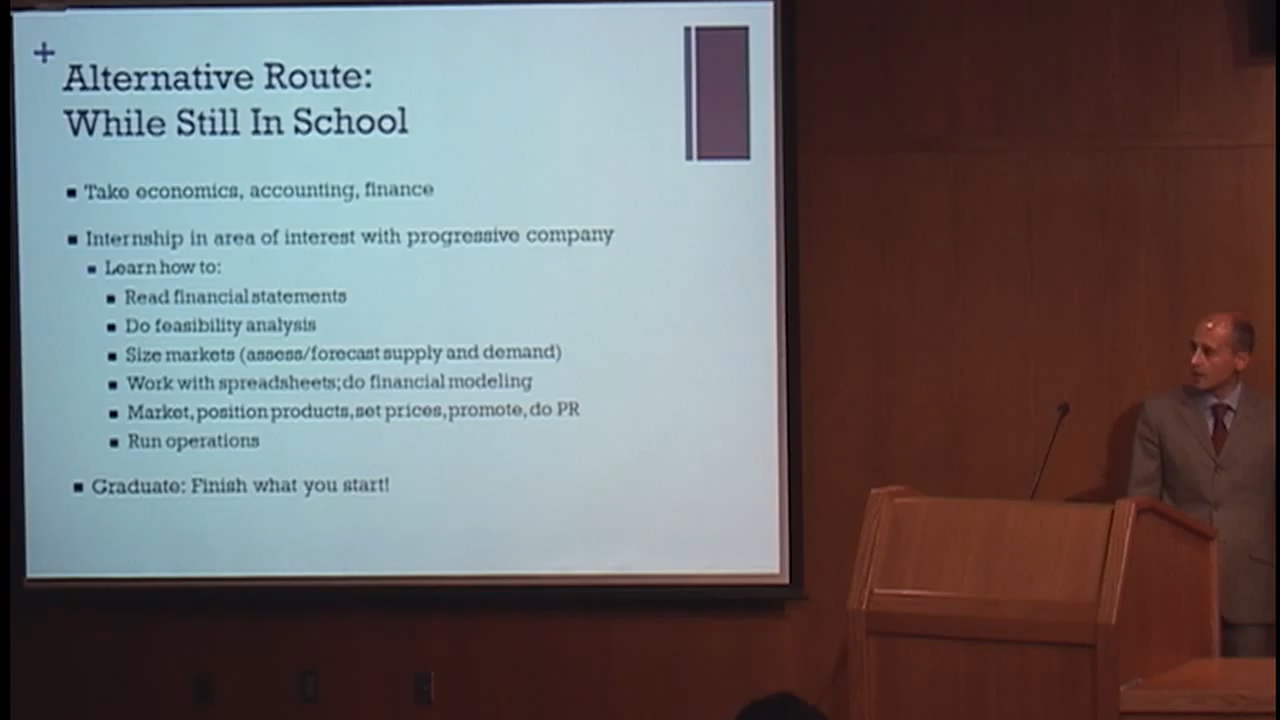 +
Alternative Route:
While Still In School
Take economics, accounting, finance
Internship in area of interest with progressive company
Learn how to:
Read financial statements
Do feasibility analysis
Size markets (assess/forecast supply and demand)
Work with spreadsheets; do financial modeling
Market, position products, set prices, promote, do PR
Run operations
Graduate: Finish what you start!